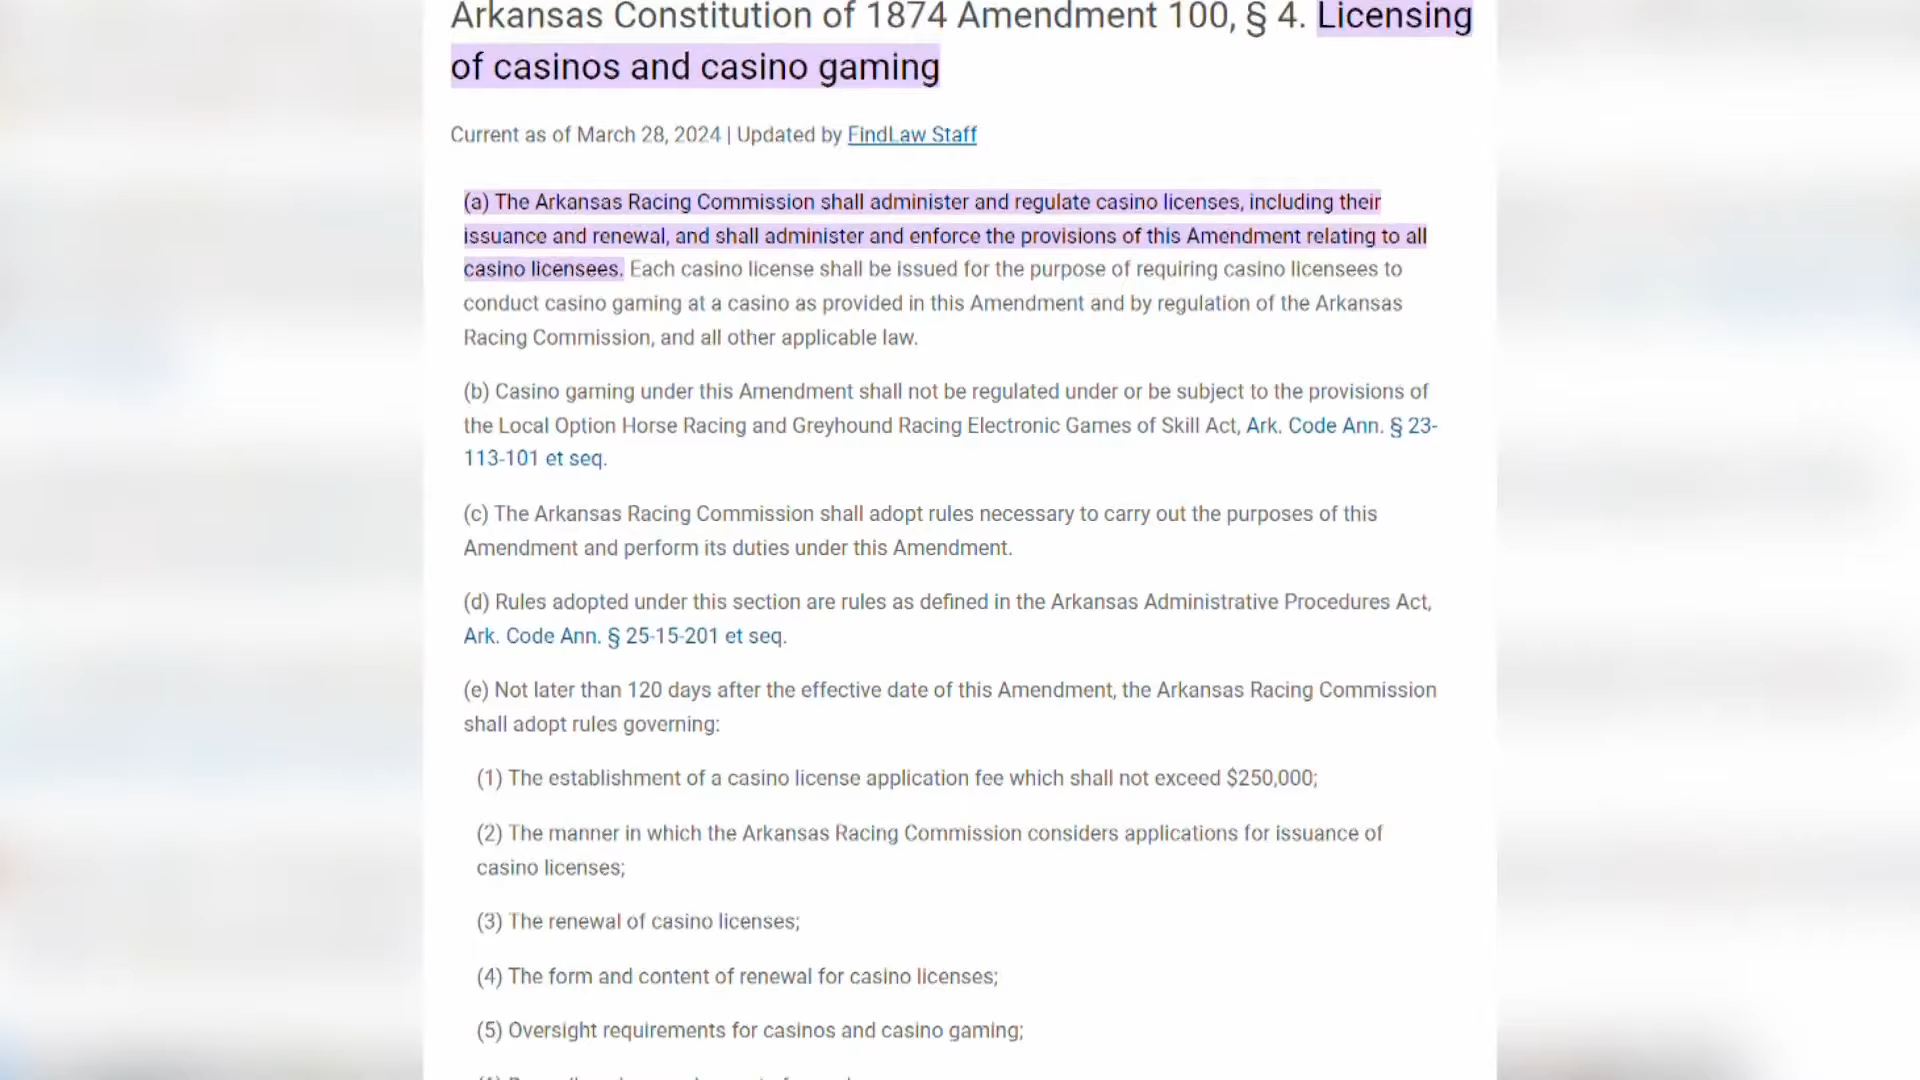 Arkansas Constitution of 1874 Amendment 100, § 4. Licensing
of casinos and casino gaming
Current as of March 28, 2024 | Updated by FindLaw Staff
(a) The Arkansas Racing Commission shall administer and regulate casino licenses, including their
issuance and renewal, and shall administer and enforce the provisions of this Amendment relating to all
casino licensees. Each casino license shall be issued for the purpose of requiring casino licensees to
conduct casino gaming at a casino as provided in this Amendment and by regulation of the Arkansas
Racing Commission, and all other applicable law.
(b) Casino gaming under this Amendment shall not be regulated under or be subject to the provisions of
the Local Option Horse Racing and Greyhound Racing Electronic Games of Skill Act, Ark. Code Ann. § 23-
113-101 et seq.
(c) The Arkansas Racing Commission shall adopt rules necessary to carry out the purposes of this
Amendment and perform its duties under this Amendment.
(d) Rules adopted under this section are rules as defined in the Arkansas Administrative Procedures Act,
Ark. Code Ann. § 25-15-201 et seq.
(e) Not later than 120 days after the effective date of this Amendment, the Arkansas Racing Commission
shall adopt rules governing:
(1) The establishment of a casino license application fee which shall not exceed $250,000;
(2) The manner in which the Arkansas Racing Commission considers applications for issuance of
casino licenses;
(3) The renewal of casino licenses;
(4) The form and content of renewal for casino licenses;
(5) Oversight requirements for casinos and casino gaming;